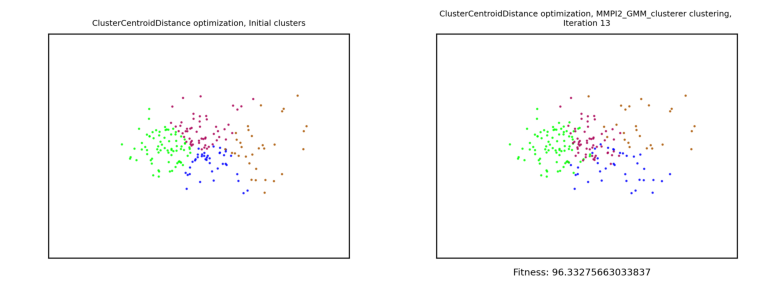 ClusterCentroidDistance optimization, Initial clusters
ClusterCentroidDistance optimization, MMPI2_GMM_clusterer clustering,
Iteration 13
Fitness: 96.33275663033837